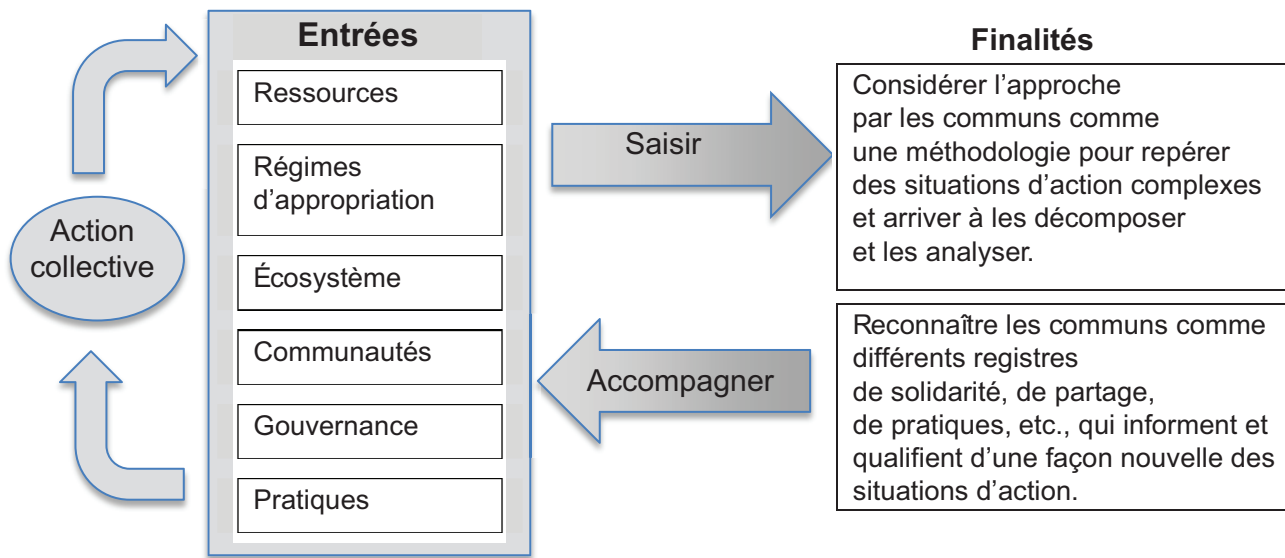 Action
collective
Entrées
Ressources
Régimes
d’appropriation
Écosystème
Communautés
Gouvernance
Pratiques
Saisir
Accompagner
Finalités
Considérer l’approche
par les communs comme
une méthodologie pour repérer
des situations d’action complexes
et arriver à les décomposer
et les analyser.
Reconnaître les communs comme
différents registres
de solidarité, de partage,
de pratiques, etc., qui informent et
qualifient d’une façon nouvelle des
situations d’action.